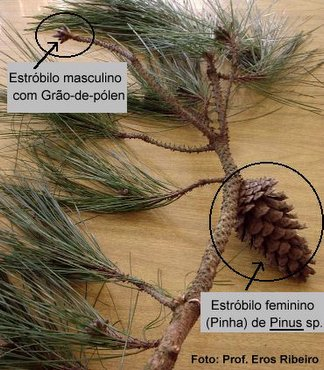 Estróbilo masculino
com Grão-de-pólen
Estróbilo feminino
(Pinha) de Pinus sp.
Foto: Prof. Eros Ribeiro